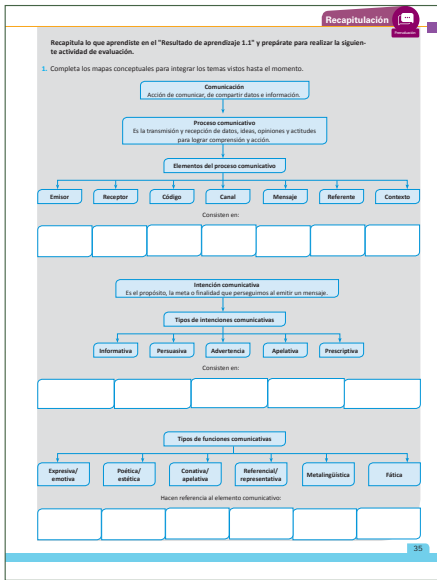 Recapitulación
Recapitula lo que aprendiste en el "Resultado de aprendizaje 1.1" y prepárate para realizar la siguien-
te actividad de evaluación.
1. Completa los mapas conceptuales para integrar los temas vistos hasta el momento.
Comunicación
Acción de comunicar, de compartir datos e información.
Proceso comunicativo
Es la transmisión y recepción de datos, ideas, opiniones y actitudes
para lograr comprensión y acción.
Elementos del proceso comunicativo
Emisor Receptor Código Canal Mensaje Referente Contexto
Consisten en:
Intención comunicativa
Es el propósito, la meta o finalidad que perseguimos al emitir un mensaje.
Tipos de intenciones comunicativas
Informativa Persuasiva Advertencia Apelativa Prescriptiva
Consisten en:
Tipos de funciones comunicativas
Expresiva/ Poética/ Conativa/ Referencial/ Metalingüística Fática
emotiva estética apelativa representativa
Hacen referencia al elemento comunicativo:
35